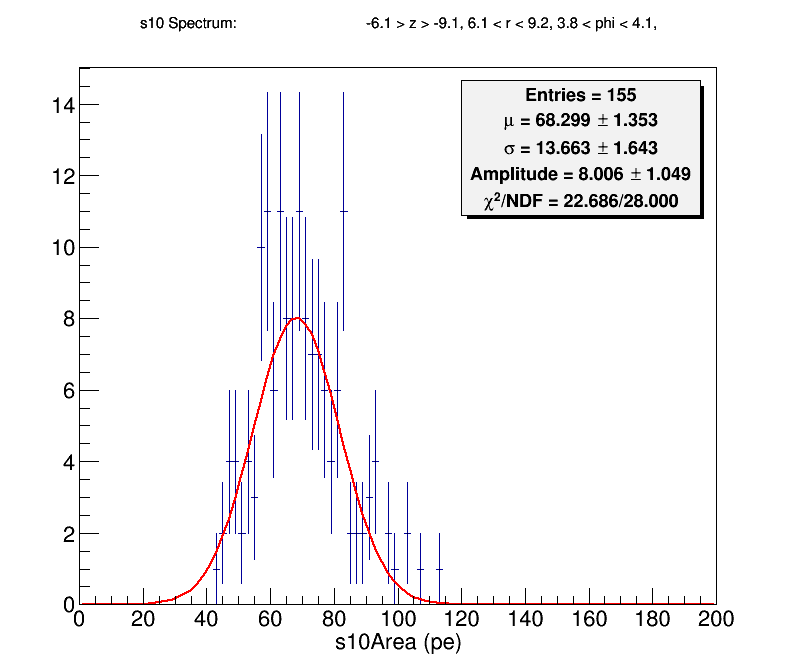 s10 Spectrum: -6.1 > z > -9.1, 6.1 < r < 9.2, 3.8 < phi < 4.1,
Entries = 155
μ = 68.299 ± 1.353
σ = 13.663 ± 1.643
Amplitude = 8.006 ± 1.049
χ²/NDF = 22.686/28.000
14
12
10
8
6
4
2
0
0 20 40 60 80 100 120 140 160 180 200
s10Area (pe)